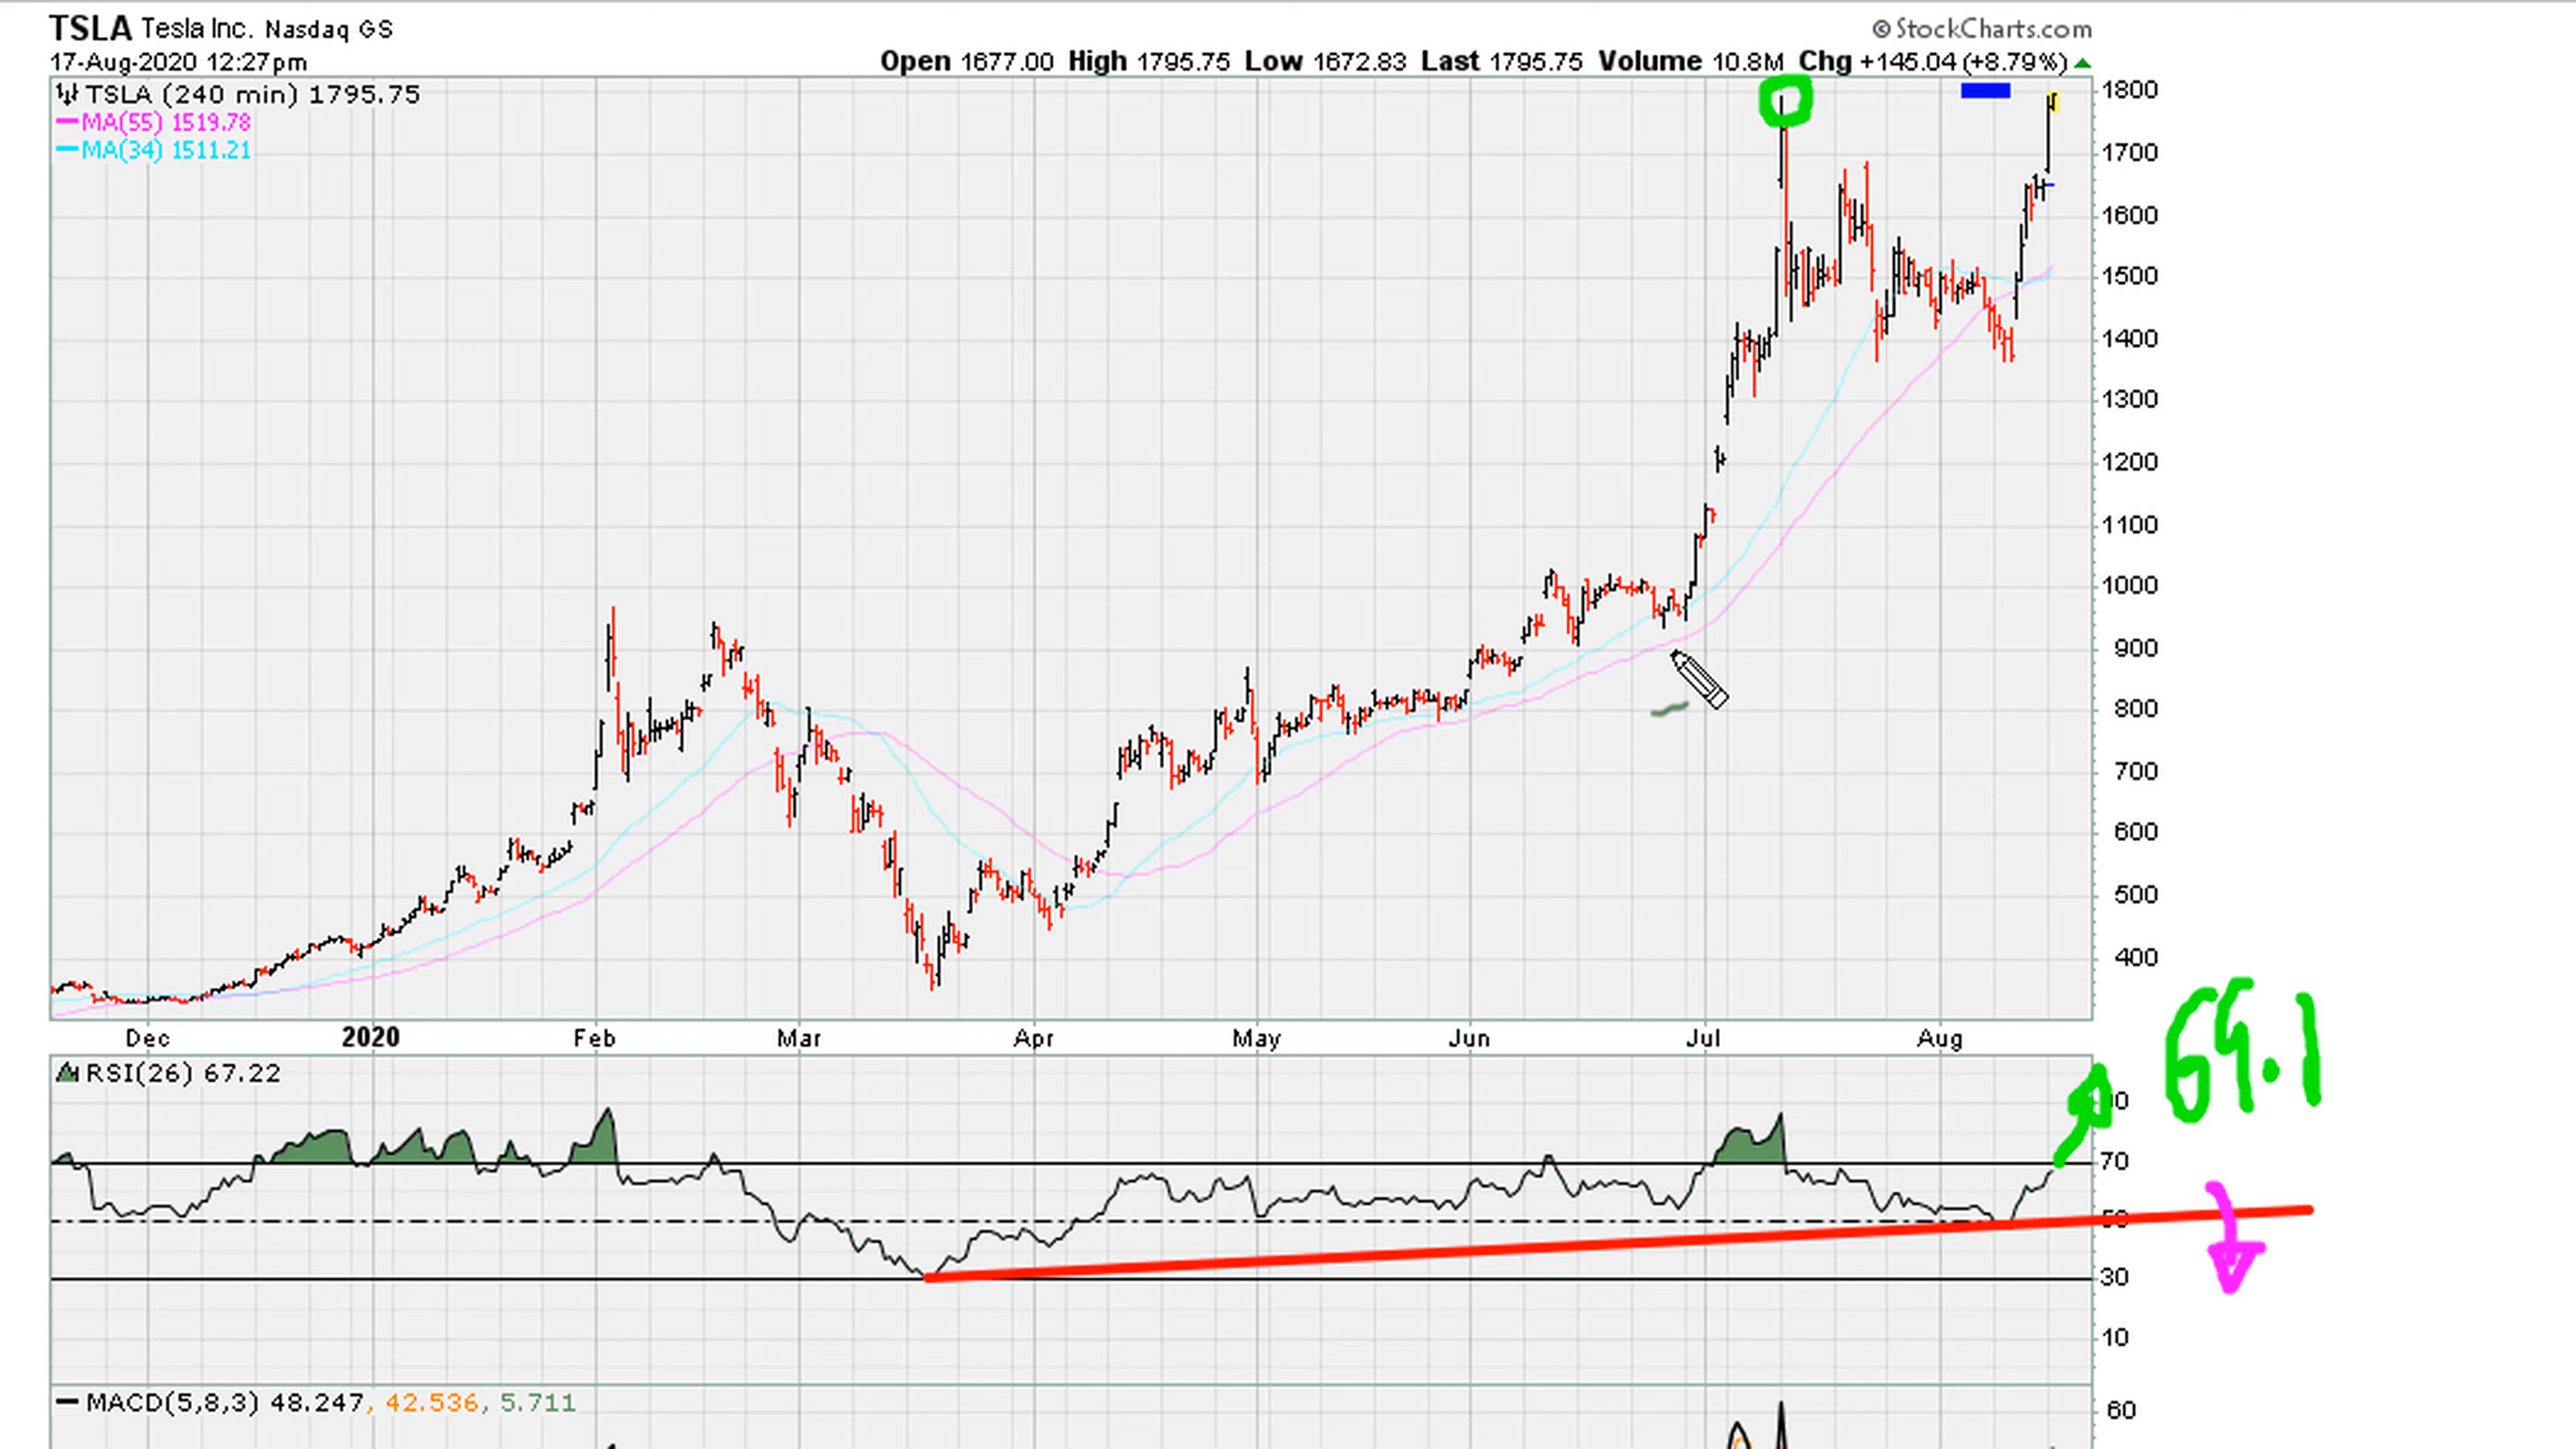 TSLA Tesla Inc. Nasdaq GS
© StockCharts.com
17-Aug-2020 12:27pm
Open 1677.00 High 1795.75 Low 1672.83 Last 1795.75 Volume 10.8M Chg +145.04 (+8.79%)
TSLA (240 min) 1795.75
MA(55) 1519.78
MA(34) 1511.21
1800
1700
1600
1500
1400
1300
1200
1100
1000
900
800
700
600
500
400
Dec 2020 Feb Mar Apr May Jun Jul Aug
RSI(26) 67.22
69.1
70
30
10
MACD(5,8,3) 48.247, 42.536, 5.711
60